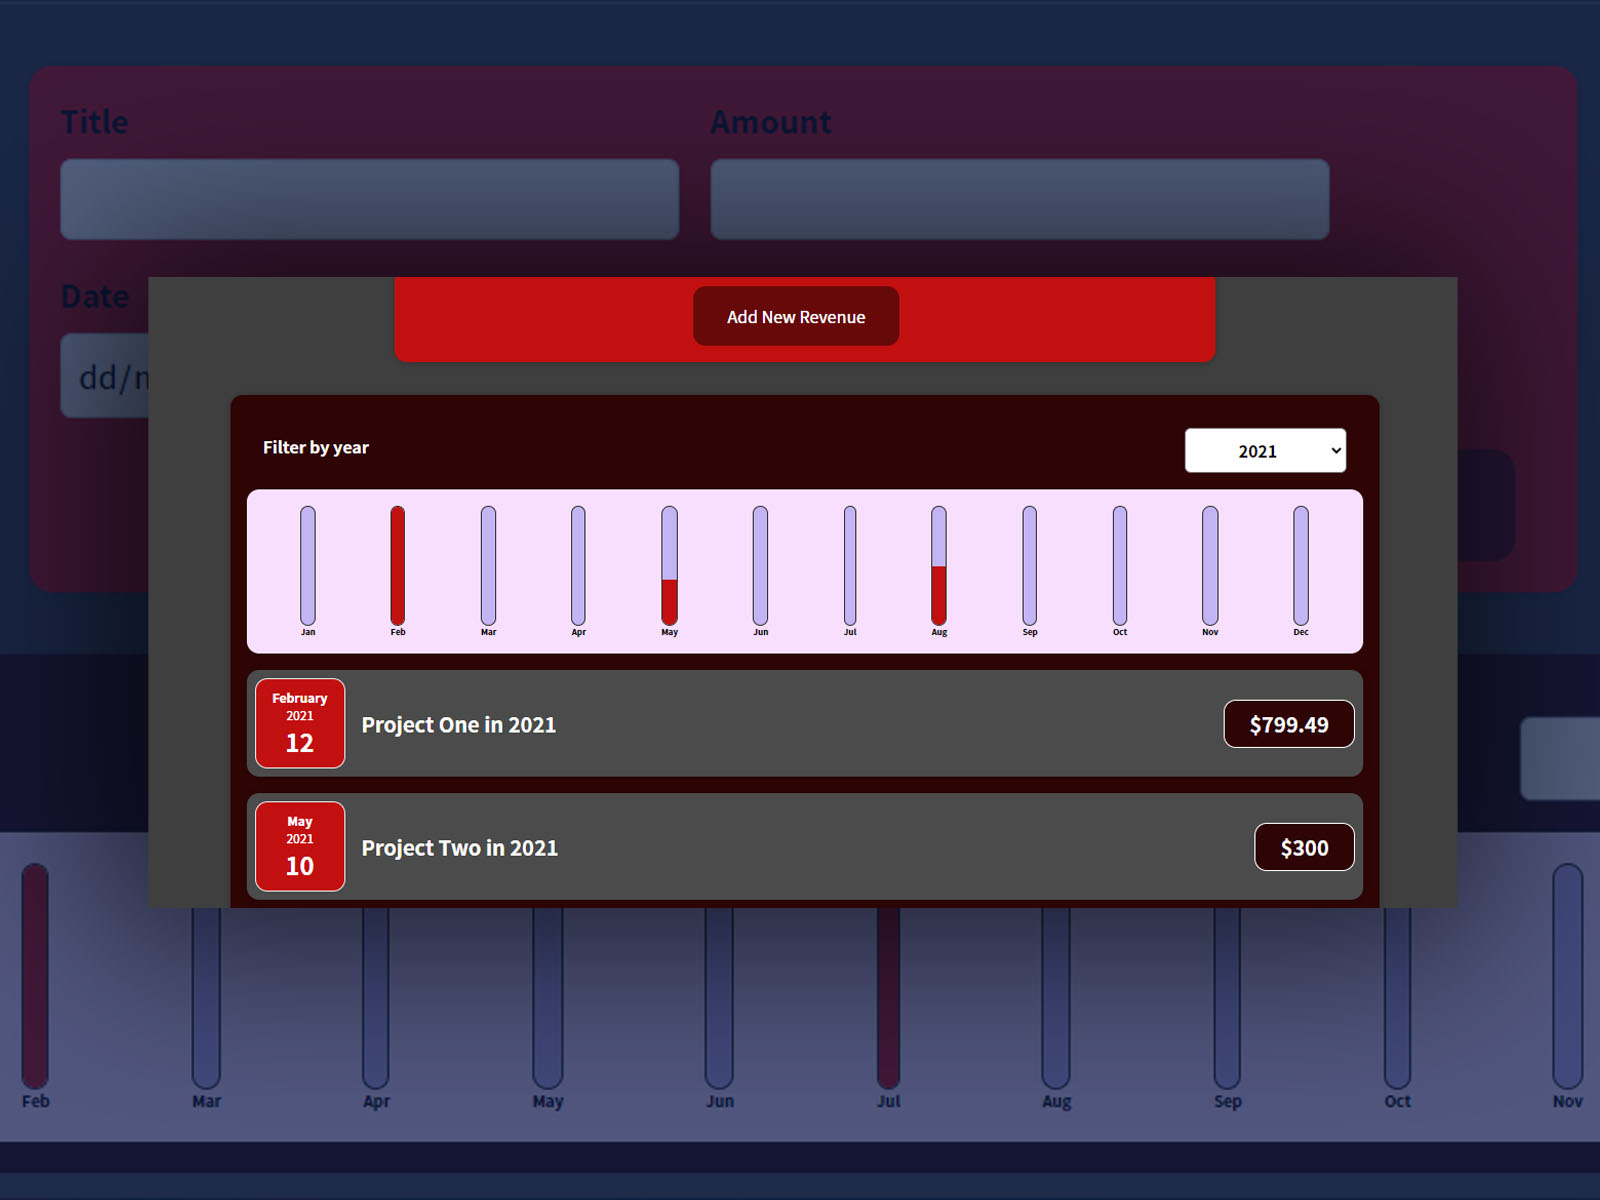 Title
Amount
Date
dd/m
Add New Revenue
Filter by year
2021
Jan Feb Mar Apr May Jun Jul Aug Sep Oct Nov Dec
February
2021
12
Project One in 2021
$799.49
May
2021
10
Project Two in 2021
$300
Feb Mar Apr May Jun Jul Aug Sep Oct Nov